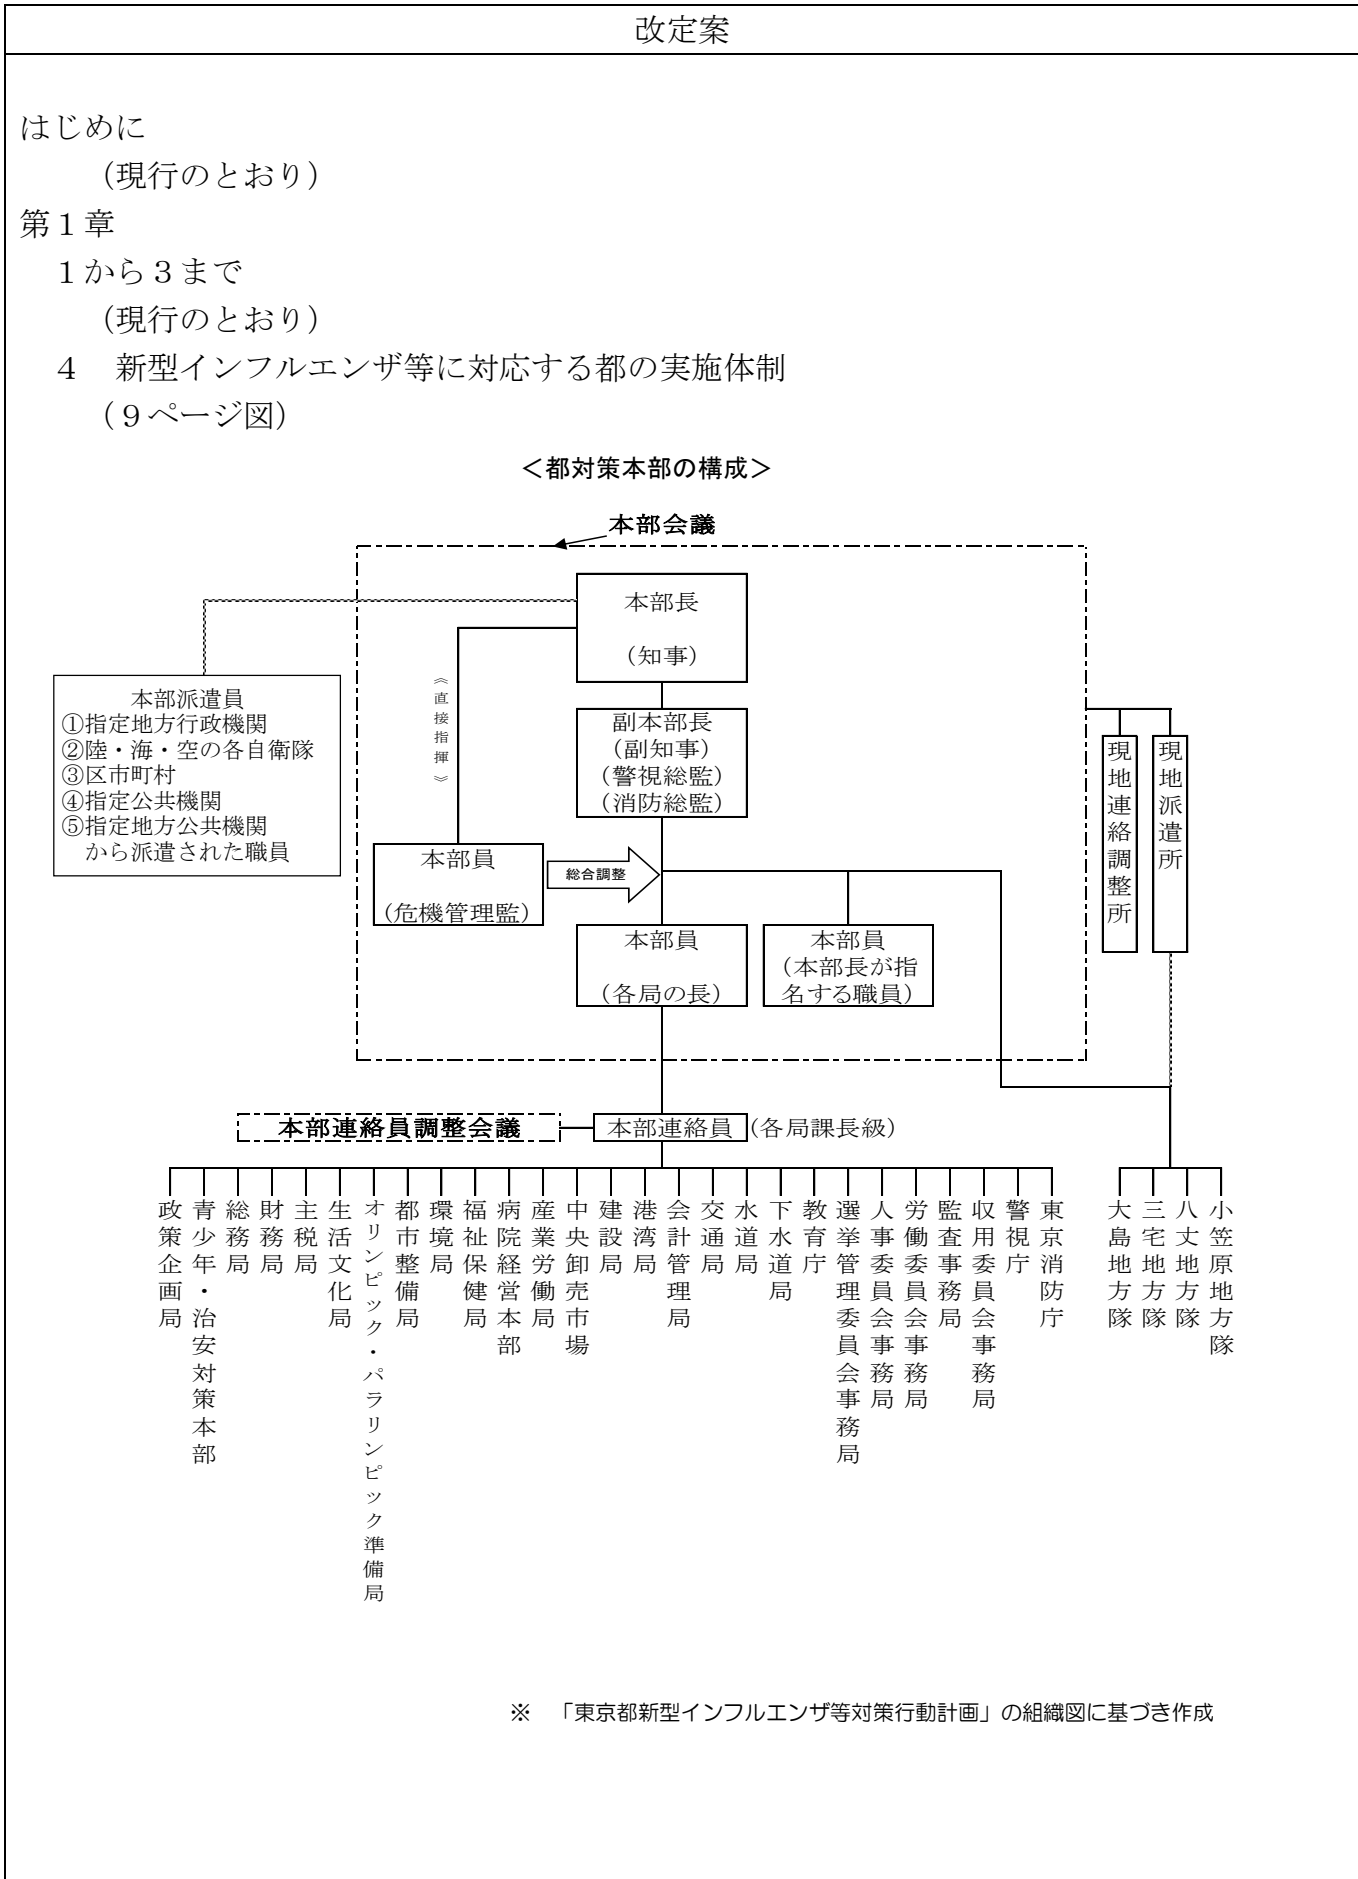 改定案
はじめに
（現行のとおり）
第１章
１から３まで
（現行のとおり）
４　新型インフルエンザ等に対応する都の実施体制
（９ページ図）
＜都対策本部の構成＞
本部会議
本部長
（知事）
《直接指揮》
本部派遣員
①指定地方行政機関
②陸・海・空の各自衛隊
③区市町村
④指定公共機関
⑤指定地方公共機関
から派遣された職員
副本部長
（副知事）
（警視総監）
（消防総監）
現地連絡調整所
現地派遣所
本部員
（危機管理監）
総合調整
本部員
（各局の長）
本部員
（本部長が指
名する職員）
本部連絡員調整会議
本部連絡員
（各局課長級）
政策企画局
青少年・治安対策本部
総務局
財務局
主税局
生活文化局
オリンピック・パラリンピック準備局
都市整備局
環境局
福祉保健局
病院経営本部
産業労働局
中央卸売市場
建設局
港湾局
会計管理局
交通局
水道局
下水道局
教育庁
選挙管理委員会事務局
人事委員会事務局
労働委員会事務局
監査事務局
収用委員会事務局
警視庁
東京消防庁
大島地方隊
三宅地方隊
八丈地方隊
小笠原地方隊
※　「東京都新型インフルエンザ等対策行動計画」の組織図に基づき作成